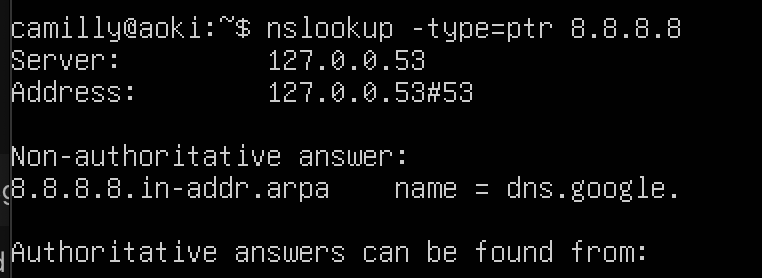 camilly@aoki:~$ nslookup -type=ptr 8.8.8.8
Server:         127.0.0.53
Address:        127.0.0.53#53

Non-authoritative answer:
8.8.8.8.in-addr.arpa    name = dns.google.

Authoritative answers can be found from: